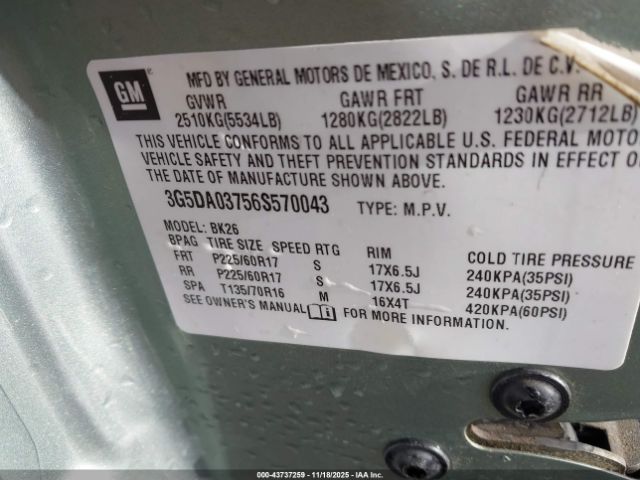 GM
MFD BY GENERAL MOTORS DE MEXICO, S. DE R.L. DE C.V.
GVWR GAWR FRT GAWR RR
2510KG(5534LB) 1280KG(2822LB) 1230KG(2712LB)
THIS VEHICLE CONFORMS TO ALL APPLICABLE U.S. FEDERAL MOTOR
VEHICLE SAFETY AND THEFT PREVENTION STANDARDS IN EFFECT ON
THE DATE OF MANUFACTURE SHOWN ABOVE.
3G5DA03756S570043 TYPE: M.P.V.
MODEL: BK26
BPAG TIRE SIZE SPEED RTG RIM COLD TIRE PRESSURE
FRT P225/60R17 S 17X6.5J 240KPA(35PSI)
RR P225/60R17 S 17X6.5J 240KPA(35PSI)
SPA T135/70R16 M 16X4T 420KPA(60PSI)
SEE OWNER'S MANUAL FOR MORE INFORMATION.
000-43737259 - 11/18/2025 - IAA Inc.